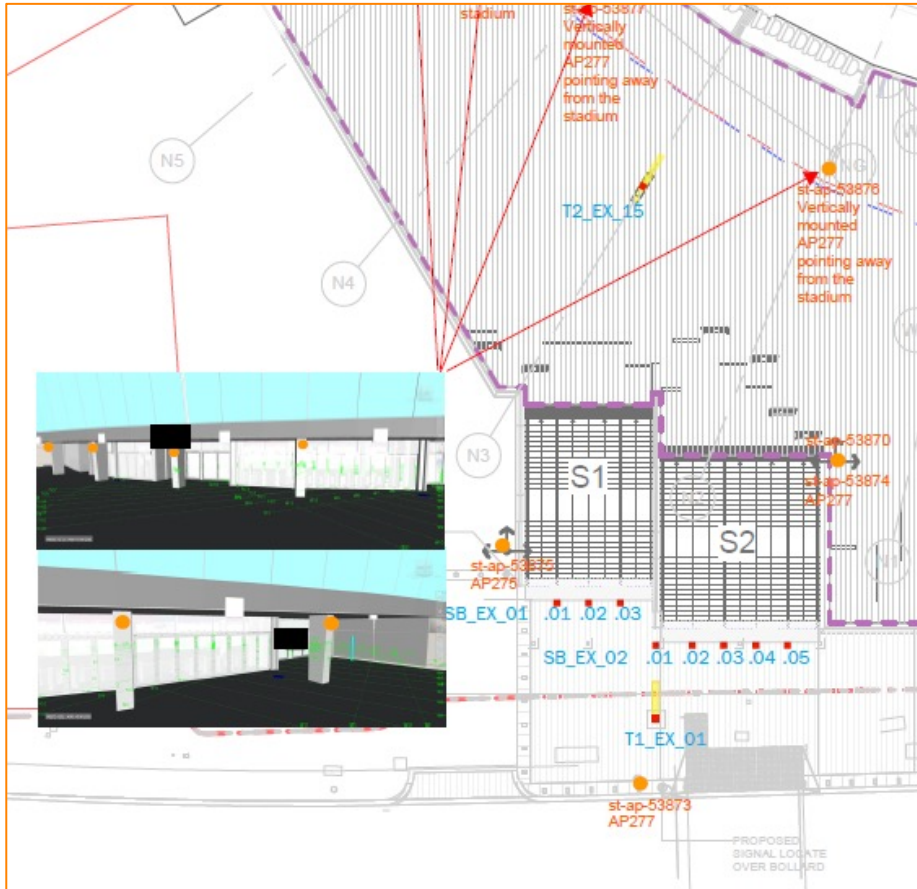 stadium
st-ap-53877
Vertically
mounted
AP277
pointing away
from the
stadium
N5
NG
T2_EX_15
st-ap-53876
Vertically
mounted
AP277
pointing away
from the
stadium
N4
N3
S1
st-ap-53870
st-ap-53874
AP277
S2
st-ap-53875
AP275
N1
SB_EX_01 .01 .02 .03
SB_EX_02 .01 .02 .03 .04 .05
T1_EX_01
st-ap-53873
AP277
PROPOSED
SIGNAL LOCATE
OVER BOLLARD